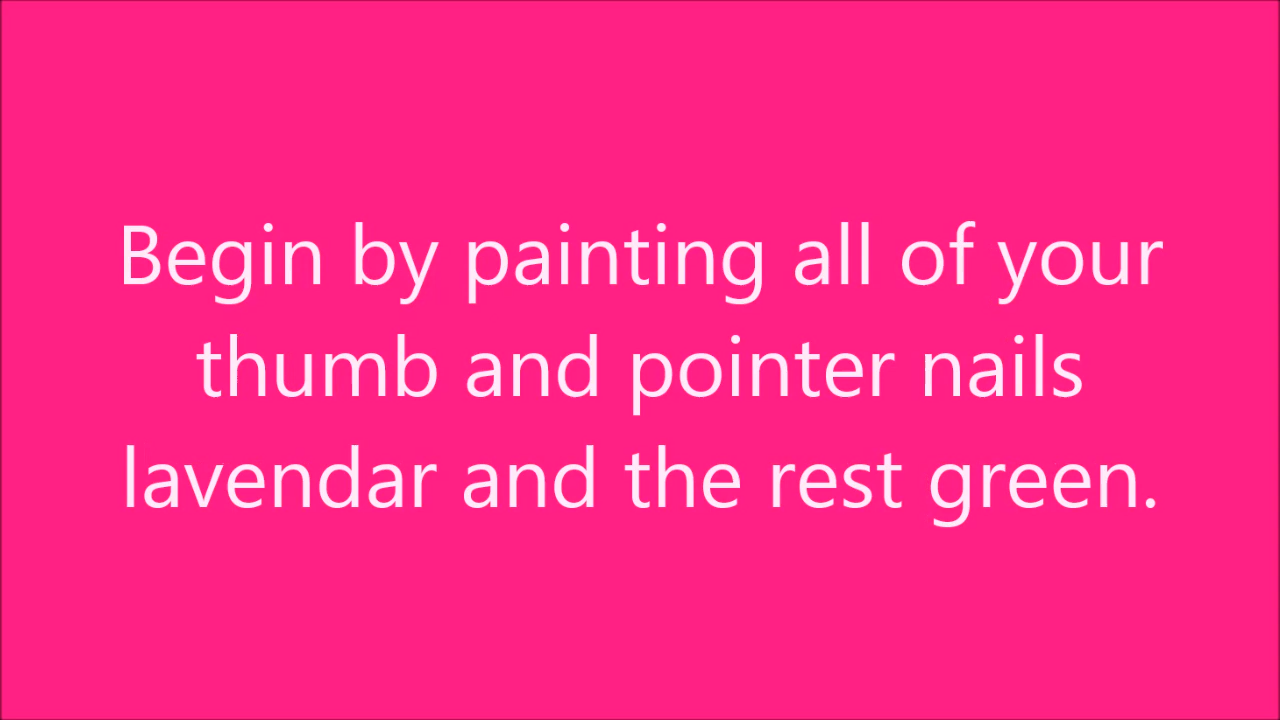 Begin by painting all of your
thumb and pointer nails
lavendar and the rest green.